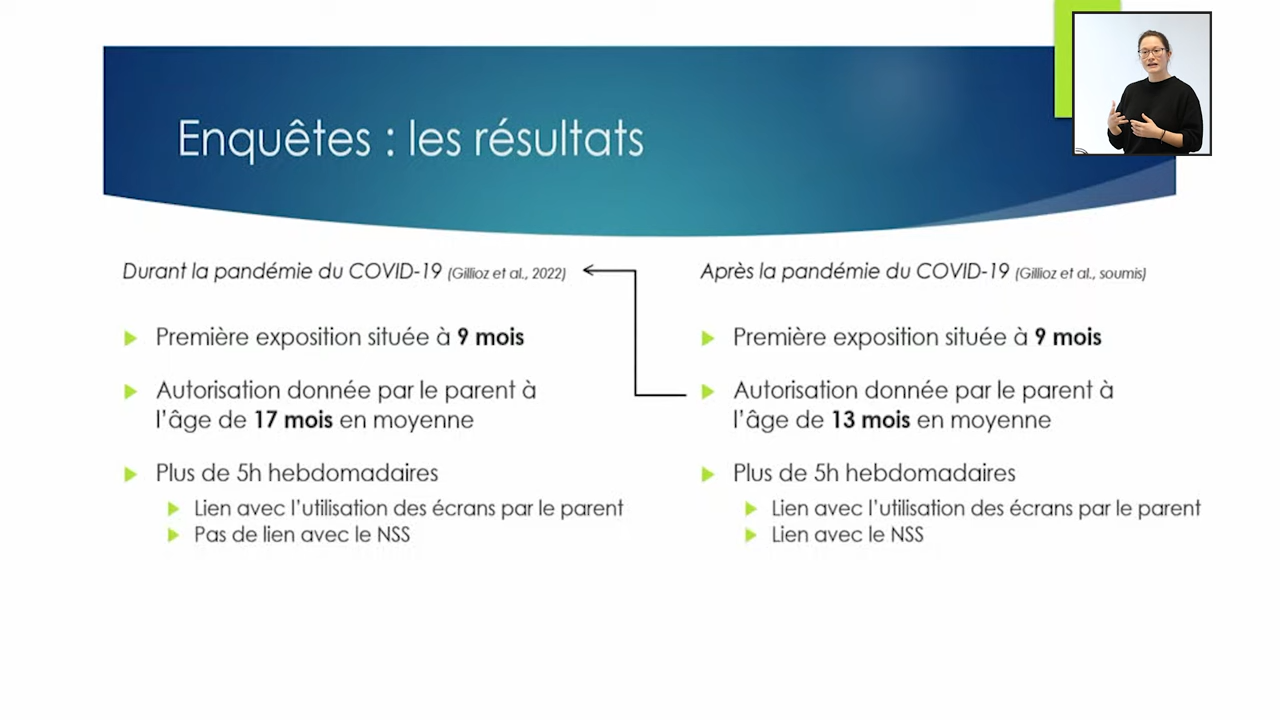 Enquêtes : les résultats
Durant la pandémie du COVID-19 (Gillioz et al., 2022)
Première exposition située à 9 mois
Autorisation donnée par le parent à
l'âge de 17 mois en moyenne
Plus de 5h hebdomadaires
Lien avec l'utilisation des écrans par le parent
Pas de lien avec le NSS
Après la pandémie du COVID-19 (Gillioz et al., soumis)
Première exposition située à 9 mois
Autorisation donnée par le parent à
l'âge de 13 mois en moyenne
Plus de 5h hebdomadaires
Lien avec l'utilisation des écrans par le parent
Lien avec le NSS